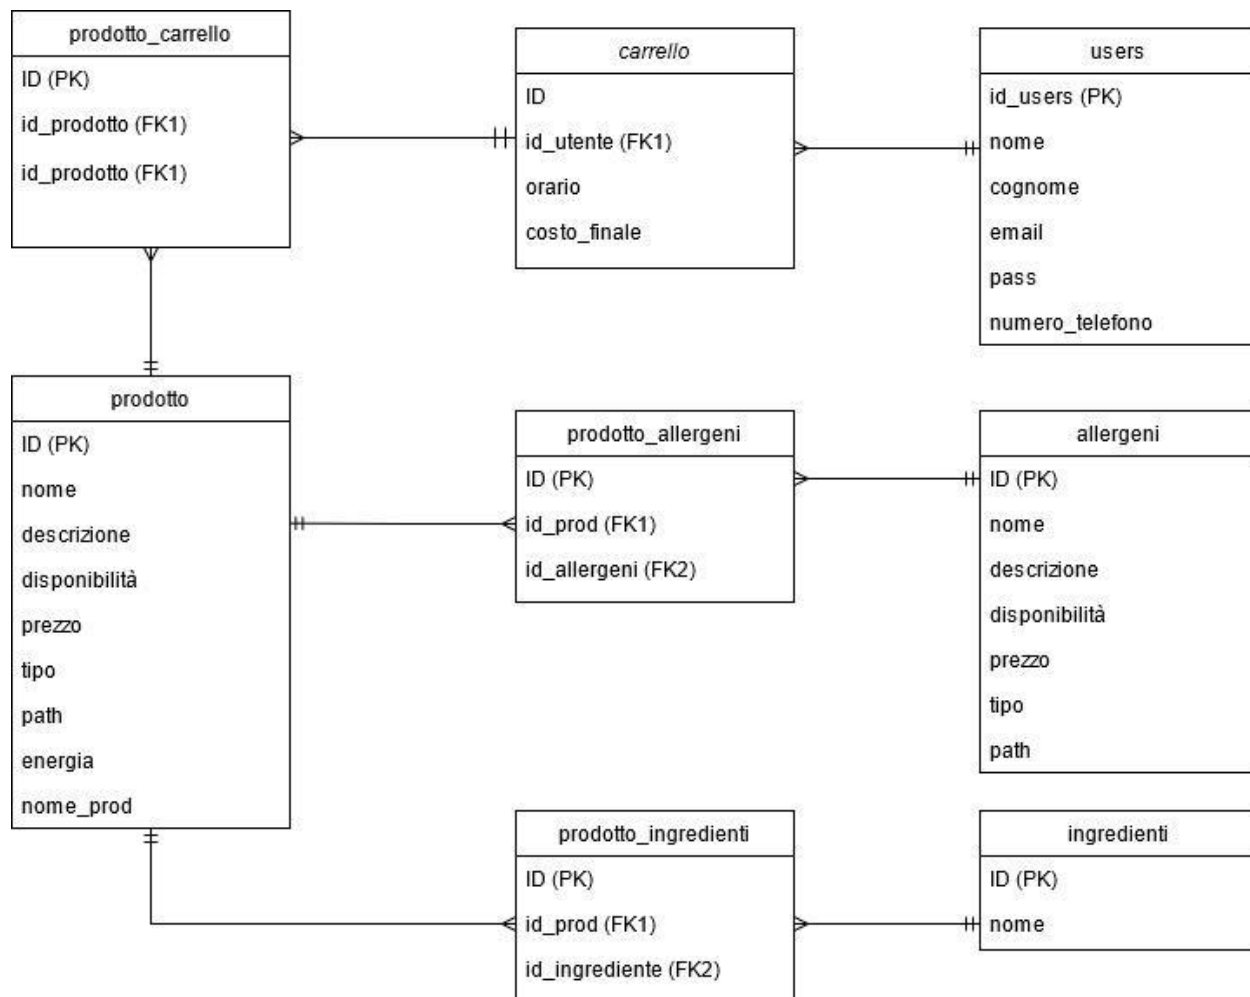 prodotto_carrello
ID (PK)
id_prodotto (FK1)
id_prodotto (FK1)
carrello
ID
id_utente (FK1)
orario
costo_finale
users
id_users (PK)
nome
cognome
email
pass
numero_telefono
prodotto
ID (PK)
nome
descrizione
disponibilità
prezzo
tipo
path
energia
nome_prod
prodotto_allergeni
ID (PK)
id_prod (FK1)
id_allergeni (FK2)
allergeni
ID (PK)
nome
descrizione
disponibilità
prezzo
tipo
path
prodotto_ingredienti
ID (PK)
id_prod (FK1)
id_ingrediente (FK2)
ingredienti
ID (PK)
nome